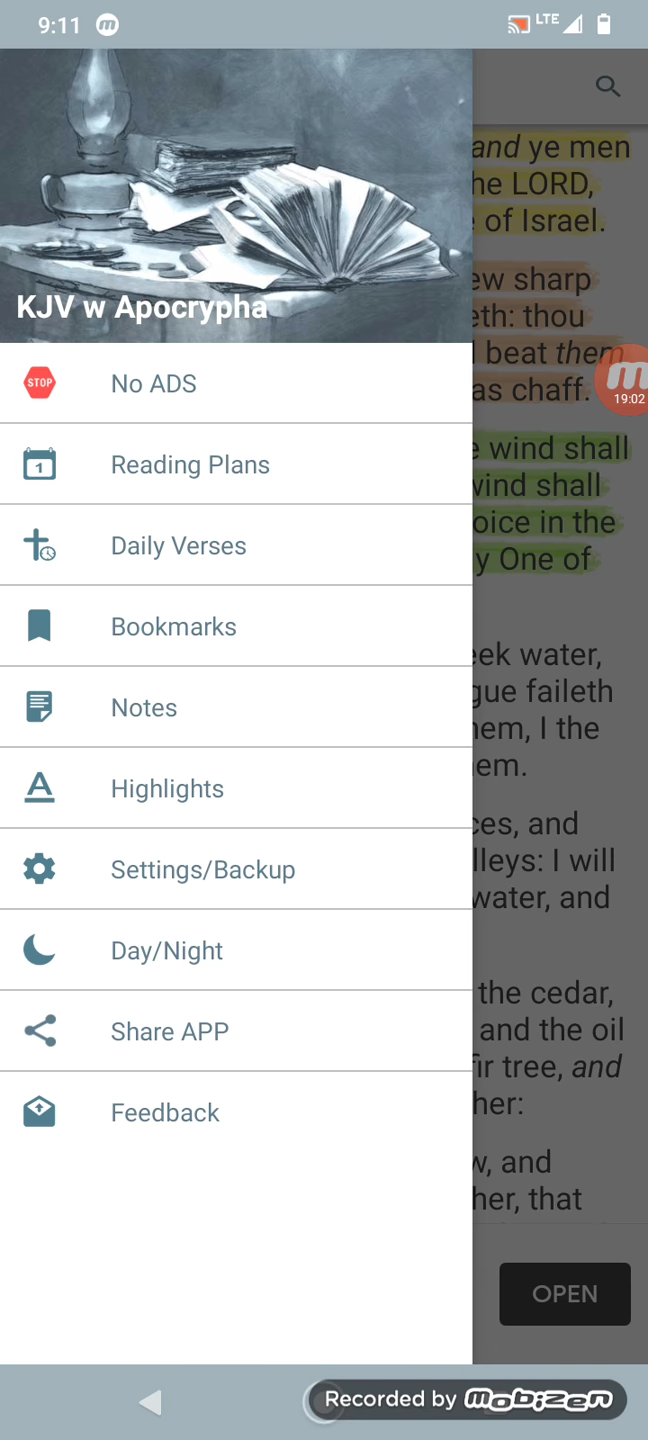 9:11
LTE
KJV w Apocrypha
STOP
No ADS
1
Reading Plans
Daily Verses
Bookmarks
Notes
Highlights
Settings/Backup
Day/Night
Share APP
Feedback
and ye men
he LORD,
of Israel.
ew sharp
eth: thou
beat them
as chaff.
19:02
e wind shall
wind shall
oice in the
y One of
eek water,
gue faileth
hem, I the
em.
ces, and
lleys: I will
water, and
the cedar,
and the oil
fir tree, and
her:
w, and
her, that
OPEN
Recorded by mobizen